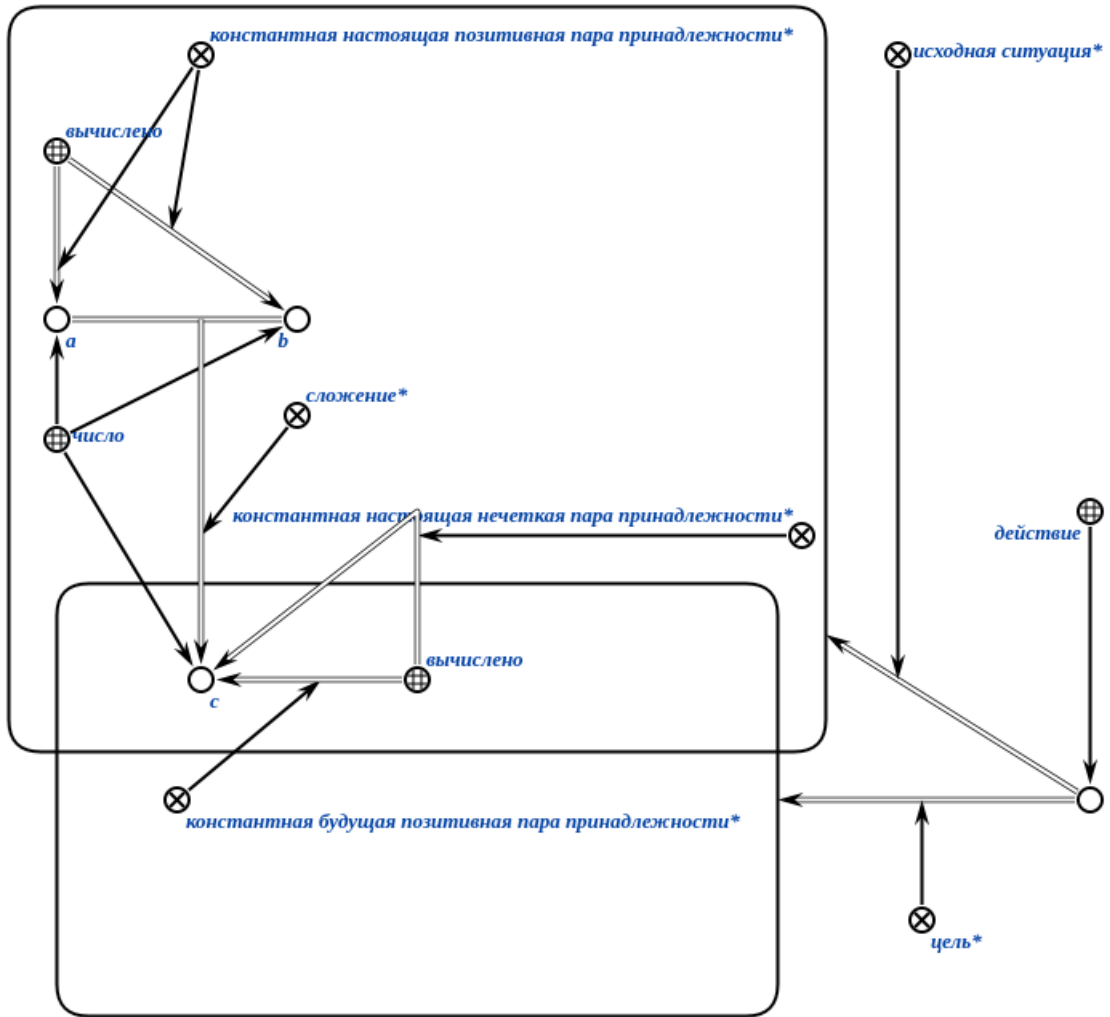 константная настоящая позитивная пара принадлежности*
исходная ситуация*
вычислено
a
b
сложение*
число
константная настоящая нечеткая пара принадлежности*
действие
вычислено
c
константная будущая позитивная пара принадлежности*
цель*